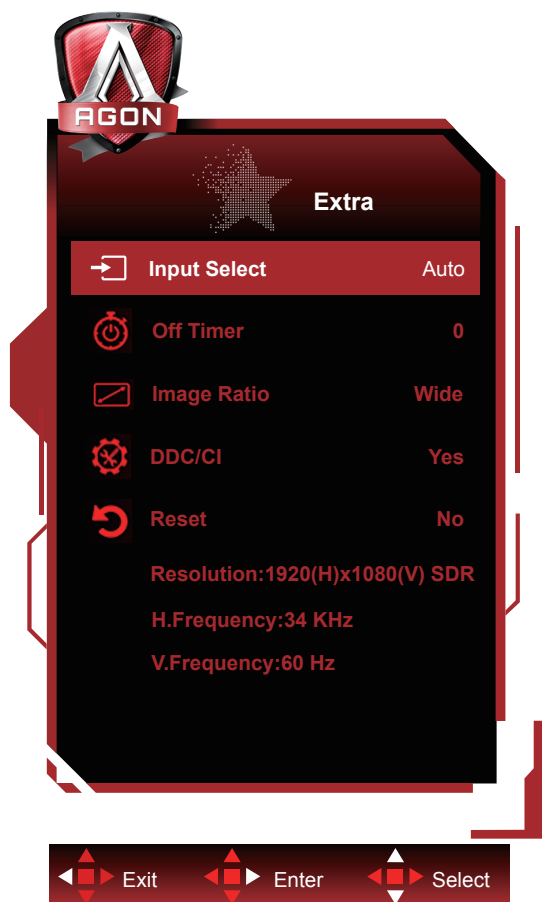 AGON
Extra
Input Select Auto
Off Timer 0
Image Ratio Wide
DDC/CI Yes
Reset No
Resolution:1920(H)x1080(V) SDR
H.Frequency:34 KHz
V.Frequency:60 Hz
Exit Enter Select